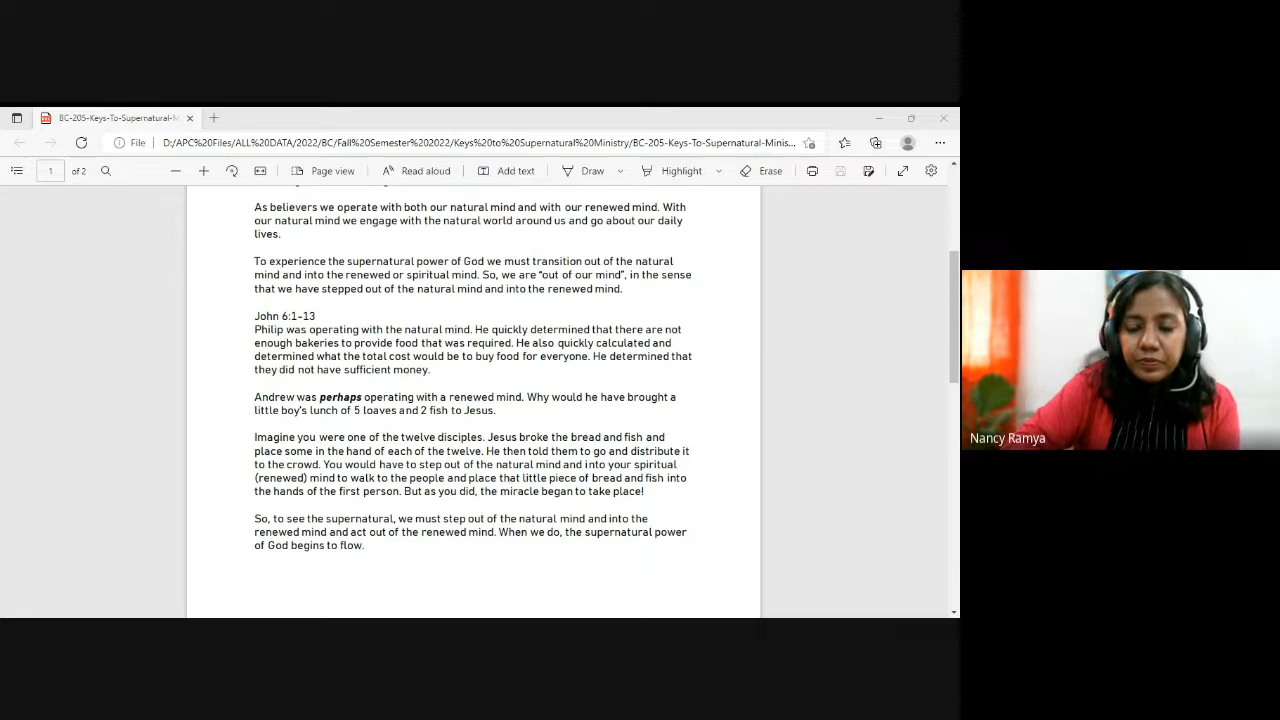 BC-205-Keys-To-Supernatural-M
File
D:/APC%20Files/ALL%20DATA/2022/BC/Fall%20Semester%202022/Keys%20to%20Supernatural%20Ministry/BC-205-Keys-To-Supernatural-Minis...
1 of 2 Page view Read aloud Add text Draw Highlight Erase
As believers we operate with both our natural mind and with our renewed mind. With
our natural mind we engage with the natural world around us and go about our daily
lives.
To experience the supernatural power of God we must transition out of the natural
mind and into the renewed or spiritual mind. So, we are “out of our mind”, in the sense
that we have stepped out of the natural mind and into the renewed mind.
John 6:1-13
Philip was operating with the natural mind. He quickly determined that there are not
enough bakeries to provide food that was required. He also quickly calculated and
determined what the total cost would be to buy food for everyone. He determined that
they did not have sufficient money.
Andrew was perhaps operating with a renewed mind. Why would he have brought a
little boy's lunch of 5 loaves and 2 fish to Jesus.
Imagine you were one of the twelve disciples. Jesus broke the bread and fish and
place some in the hand of each of the twelve. He then told them to go and distribute it
to the crowd. You would have to step out of the natural mind and into your spiritual
(renewed) mind to walk to the people and place that little piece of bread and fish into
the hands of the first person. But as you did, the miracle began to take place!
So, to see the supernatural, we must step out of the natural mind and into the
renewed mind and act out of the renewed mind. When we do, the supernatural power
of God begins to flow.
Nancy Ramya